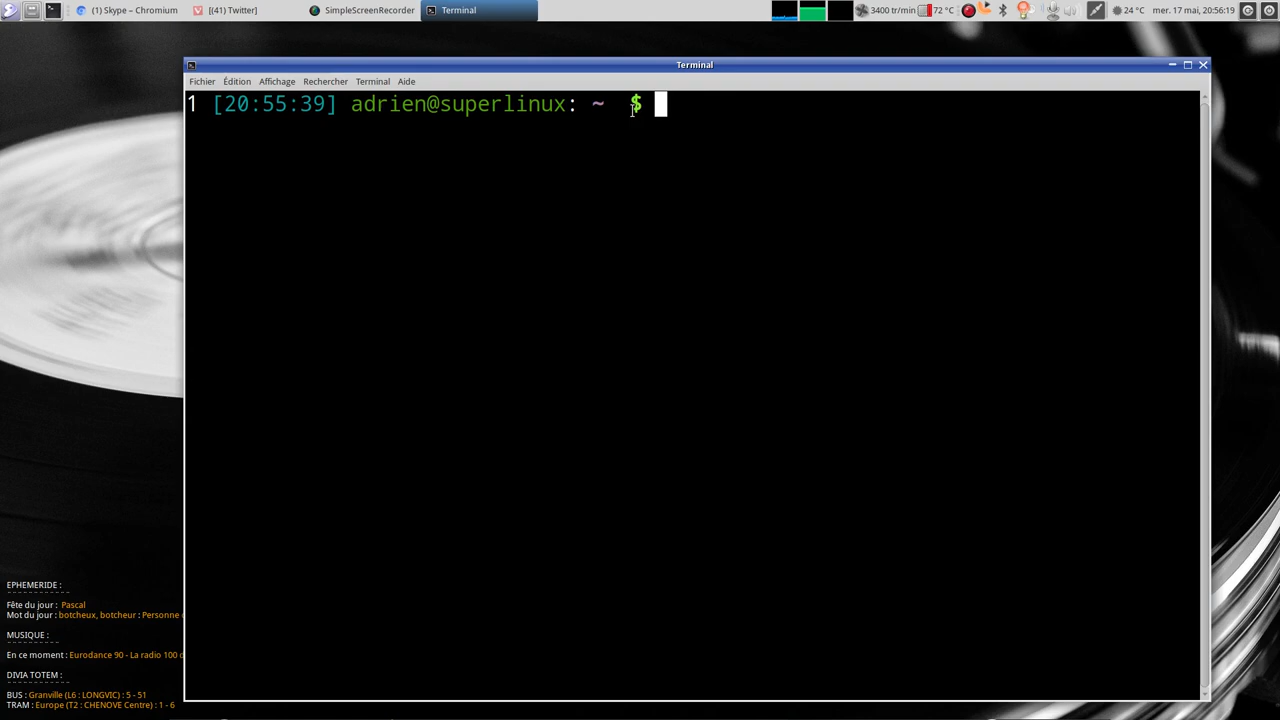 (1) Skype – Chromium
[(41) Twitter]
SimpleScreenRecorder
Terminal
3400 tr/min
72 °C
24 °C
mer. 17 mai, 20:56:19
Terminal
Fichier Édition Affichage Rechercher Terminal Aide
1 [20:55:39] adrien@superlinux: ~ $
EPHEMERIDE :
Fête du jour : Pascal
Mot du jour : botcheux, botcheur : Personne
MUSIQUE :
En ce moment : Eurodance 90 - La radio 100
DIVIA TOTEM :
BUS : Granville (L6 : LONGVIC) : 5 - 51
TRAM : Europe (T2 : CHENOVE Centre) : 1 - 6